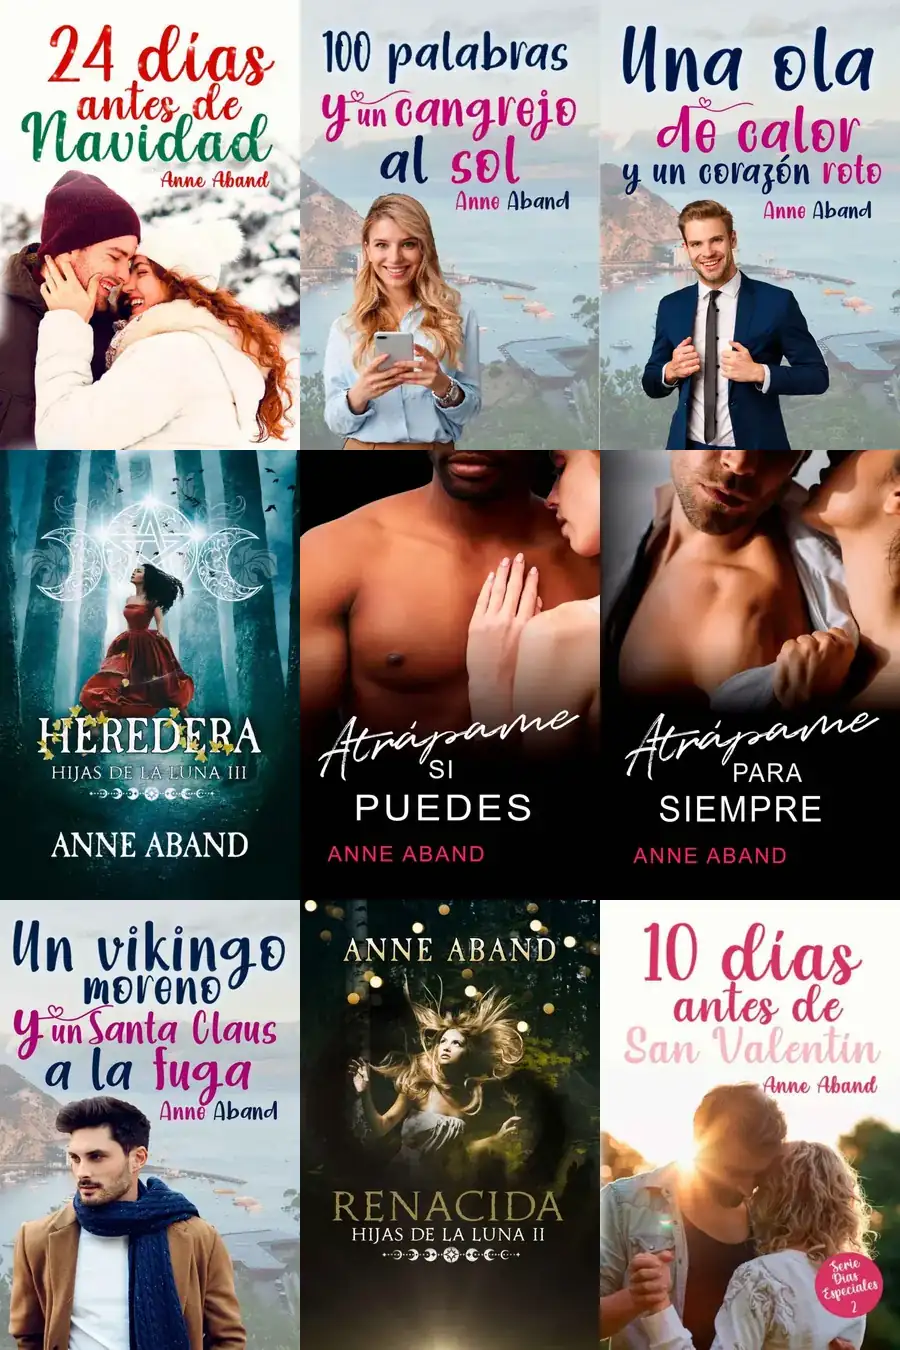 24 días
antes de
Navidad
Anne Aband
100 palabras
y un cangrejo
al sol
Anne Aband
Una ola
de calor
y un corazón roto
Anne Aband
HEREDERA
HIJAS DE LA LUNA III
ANNE ABAND
Atrápame
SI
PUEDES
ANNE ABAND
Atrápame
PARA
SIEMPRE
ANNE ABAND
Un vikingo
moreno
y un Santa Claus
a la fuga
Anne Aband
ANNE ABAND
RENACIDA
HIJAS DE LA LUNA II
10 días
antes de
San Valentín
Anne Aband
Serie
Días
Especiales
2